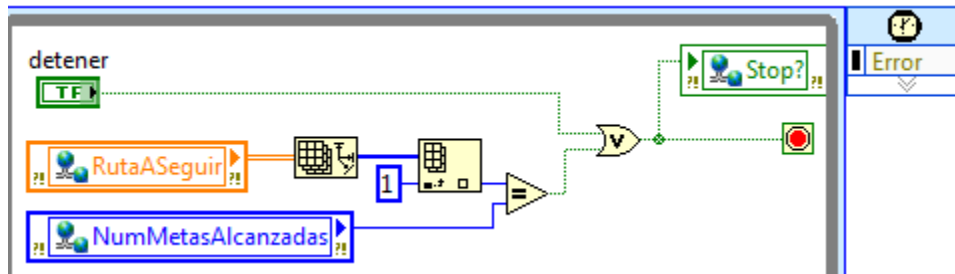 detener
TF
Stop?
Error
RutaASeguir
1
NumMetasAlcanzadas